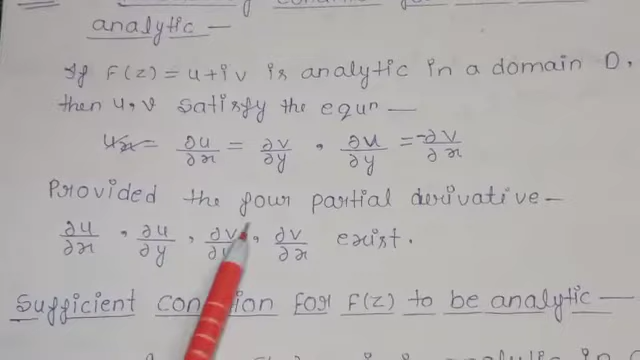 analytic —
If F(z) = u+iv is analytic in a domain D,
then u, v satisfy the equn —
∂u/∂x = ∂v/∂y , ∂u/∂y = -∂v/∂x
Provided the four partial derivative —
∂u/∂x , ∂u/∂y , ∂v/∂y , ∂v/∂x exist.
Sufficient condition for F(z) to be analytic —